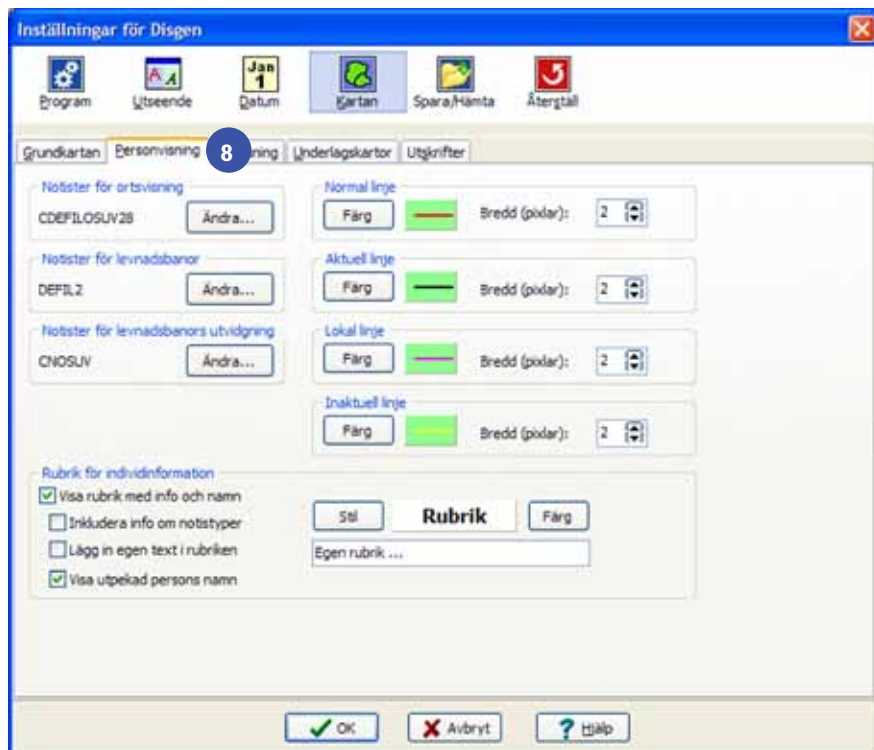 Inställningar för Disgen
Jan
1
Program Utseende Datum Kartan Spara/Hämta Återställ
Grundkartan Personvisning 8 ning Underlagskartor Utskrifter
Notister för ortsvisning Normal linje
CDEFILOSUV28 Ändra... Färg Bredd (pixlar): 2
Notister för levnadsbanor Aktuell linje
DEFIL2 Ändra... Färg Bredd (pixlar): 2
Notister för levnadsbanors utvidgning Lokal linje
CNOSUV Ändra... Färg Bredd (pixlar): 2
Inaktuell linje
Färg Bredd (pixlar): 2
Rubrik för individinformation
Visa rubrik med info och namn
Inkludera info om notistyper Stil Rubrik Färg
Lägg in egen text i rubriken Egen rubrik ...
Visa utpekad persons namn
OK Avbryt Hjälp